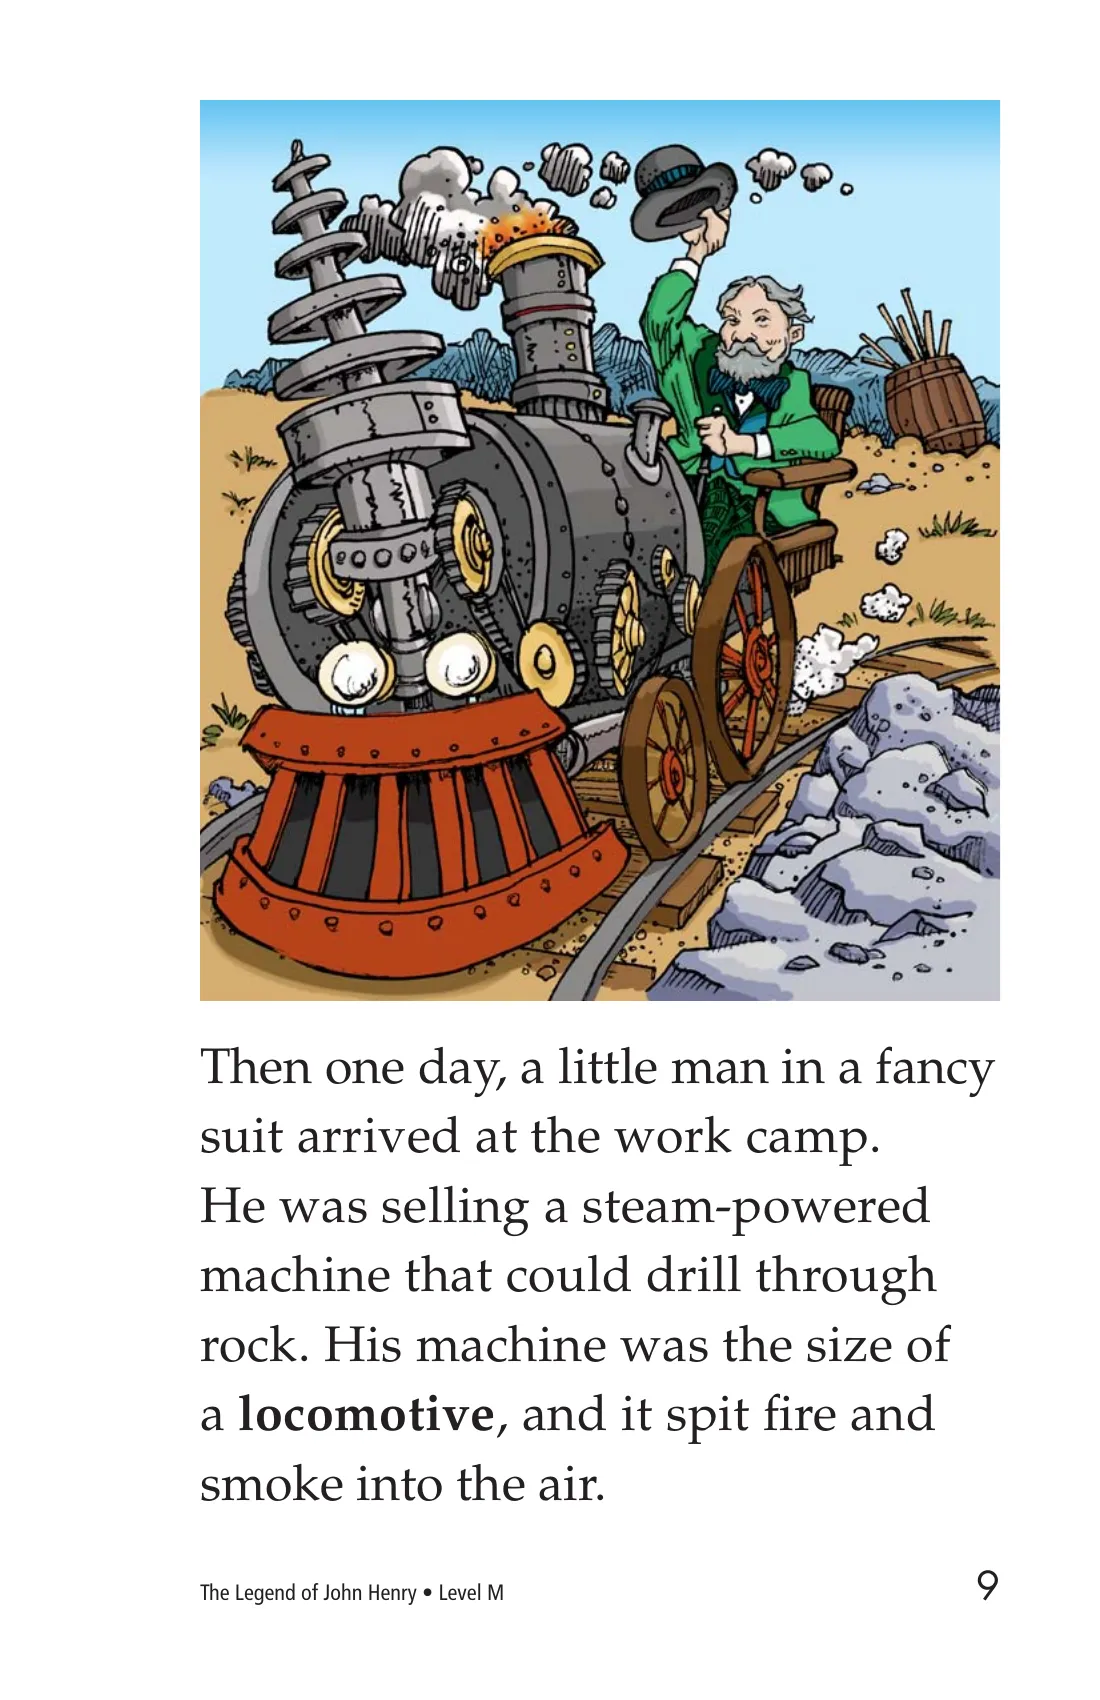 Then one day, a little man in a fancy
suit arrived at the work camp.
He was selling a steam-powered
machine that could drill through
rock. His machine was the size of
a locomotive, and it spit fire and
smoke into the air.
The Legend of John Henry • Level M
9